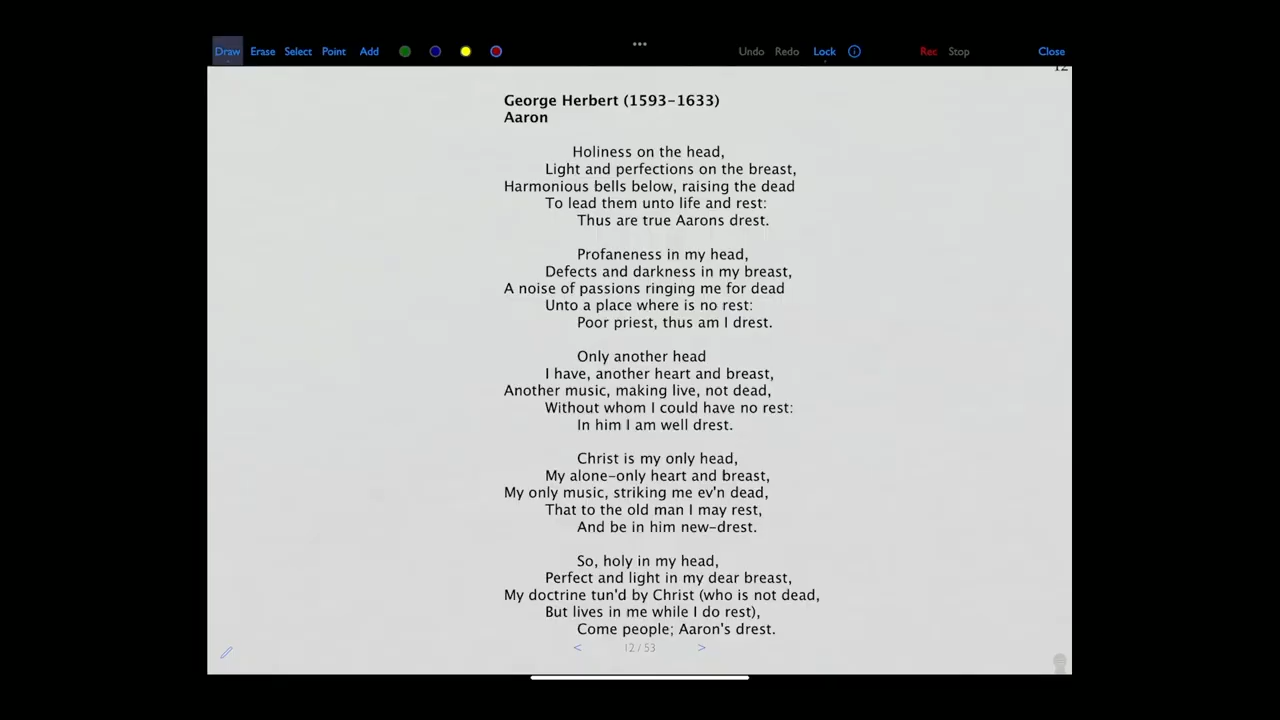 Draw Erase Select Point Add ••• Undo Redo Lock Rec Stop Close
12
George Herbert (1593–1633)
Aaron
Holiness on the head,
Light and perfections on the breast,
Harmonious bells below, raising the dead
To lead them unto life and rest:
Thus are true Aarons drest.
Profaneness in my head,
Defects and darkness in my breast,
A noise of passions ringing me for dead
Unto a place where is no rest:
Poor priest, thus am I drest.
Only another head
I have, another heart and breast,
Another music, making live, not dead,
Without whom I could have no rest:
In him I am well drest.
Christ is my only head,
My alone–only heart and breast,
My only music, striking me ev'n dead,
That to the old man I may rest,
And be in him new–drest.
So, holy in my head,
Perfect and light in my dear breast,
My doctrine tun'd by Christ (who is not dead,
But lives in me while I do rest),
Come people; Aaron's drest.
< 12 / 53 >